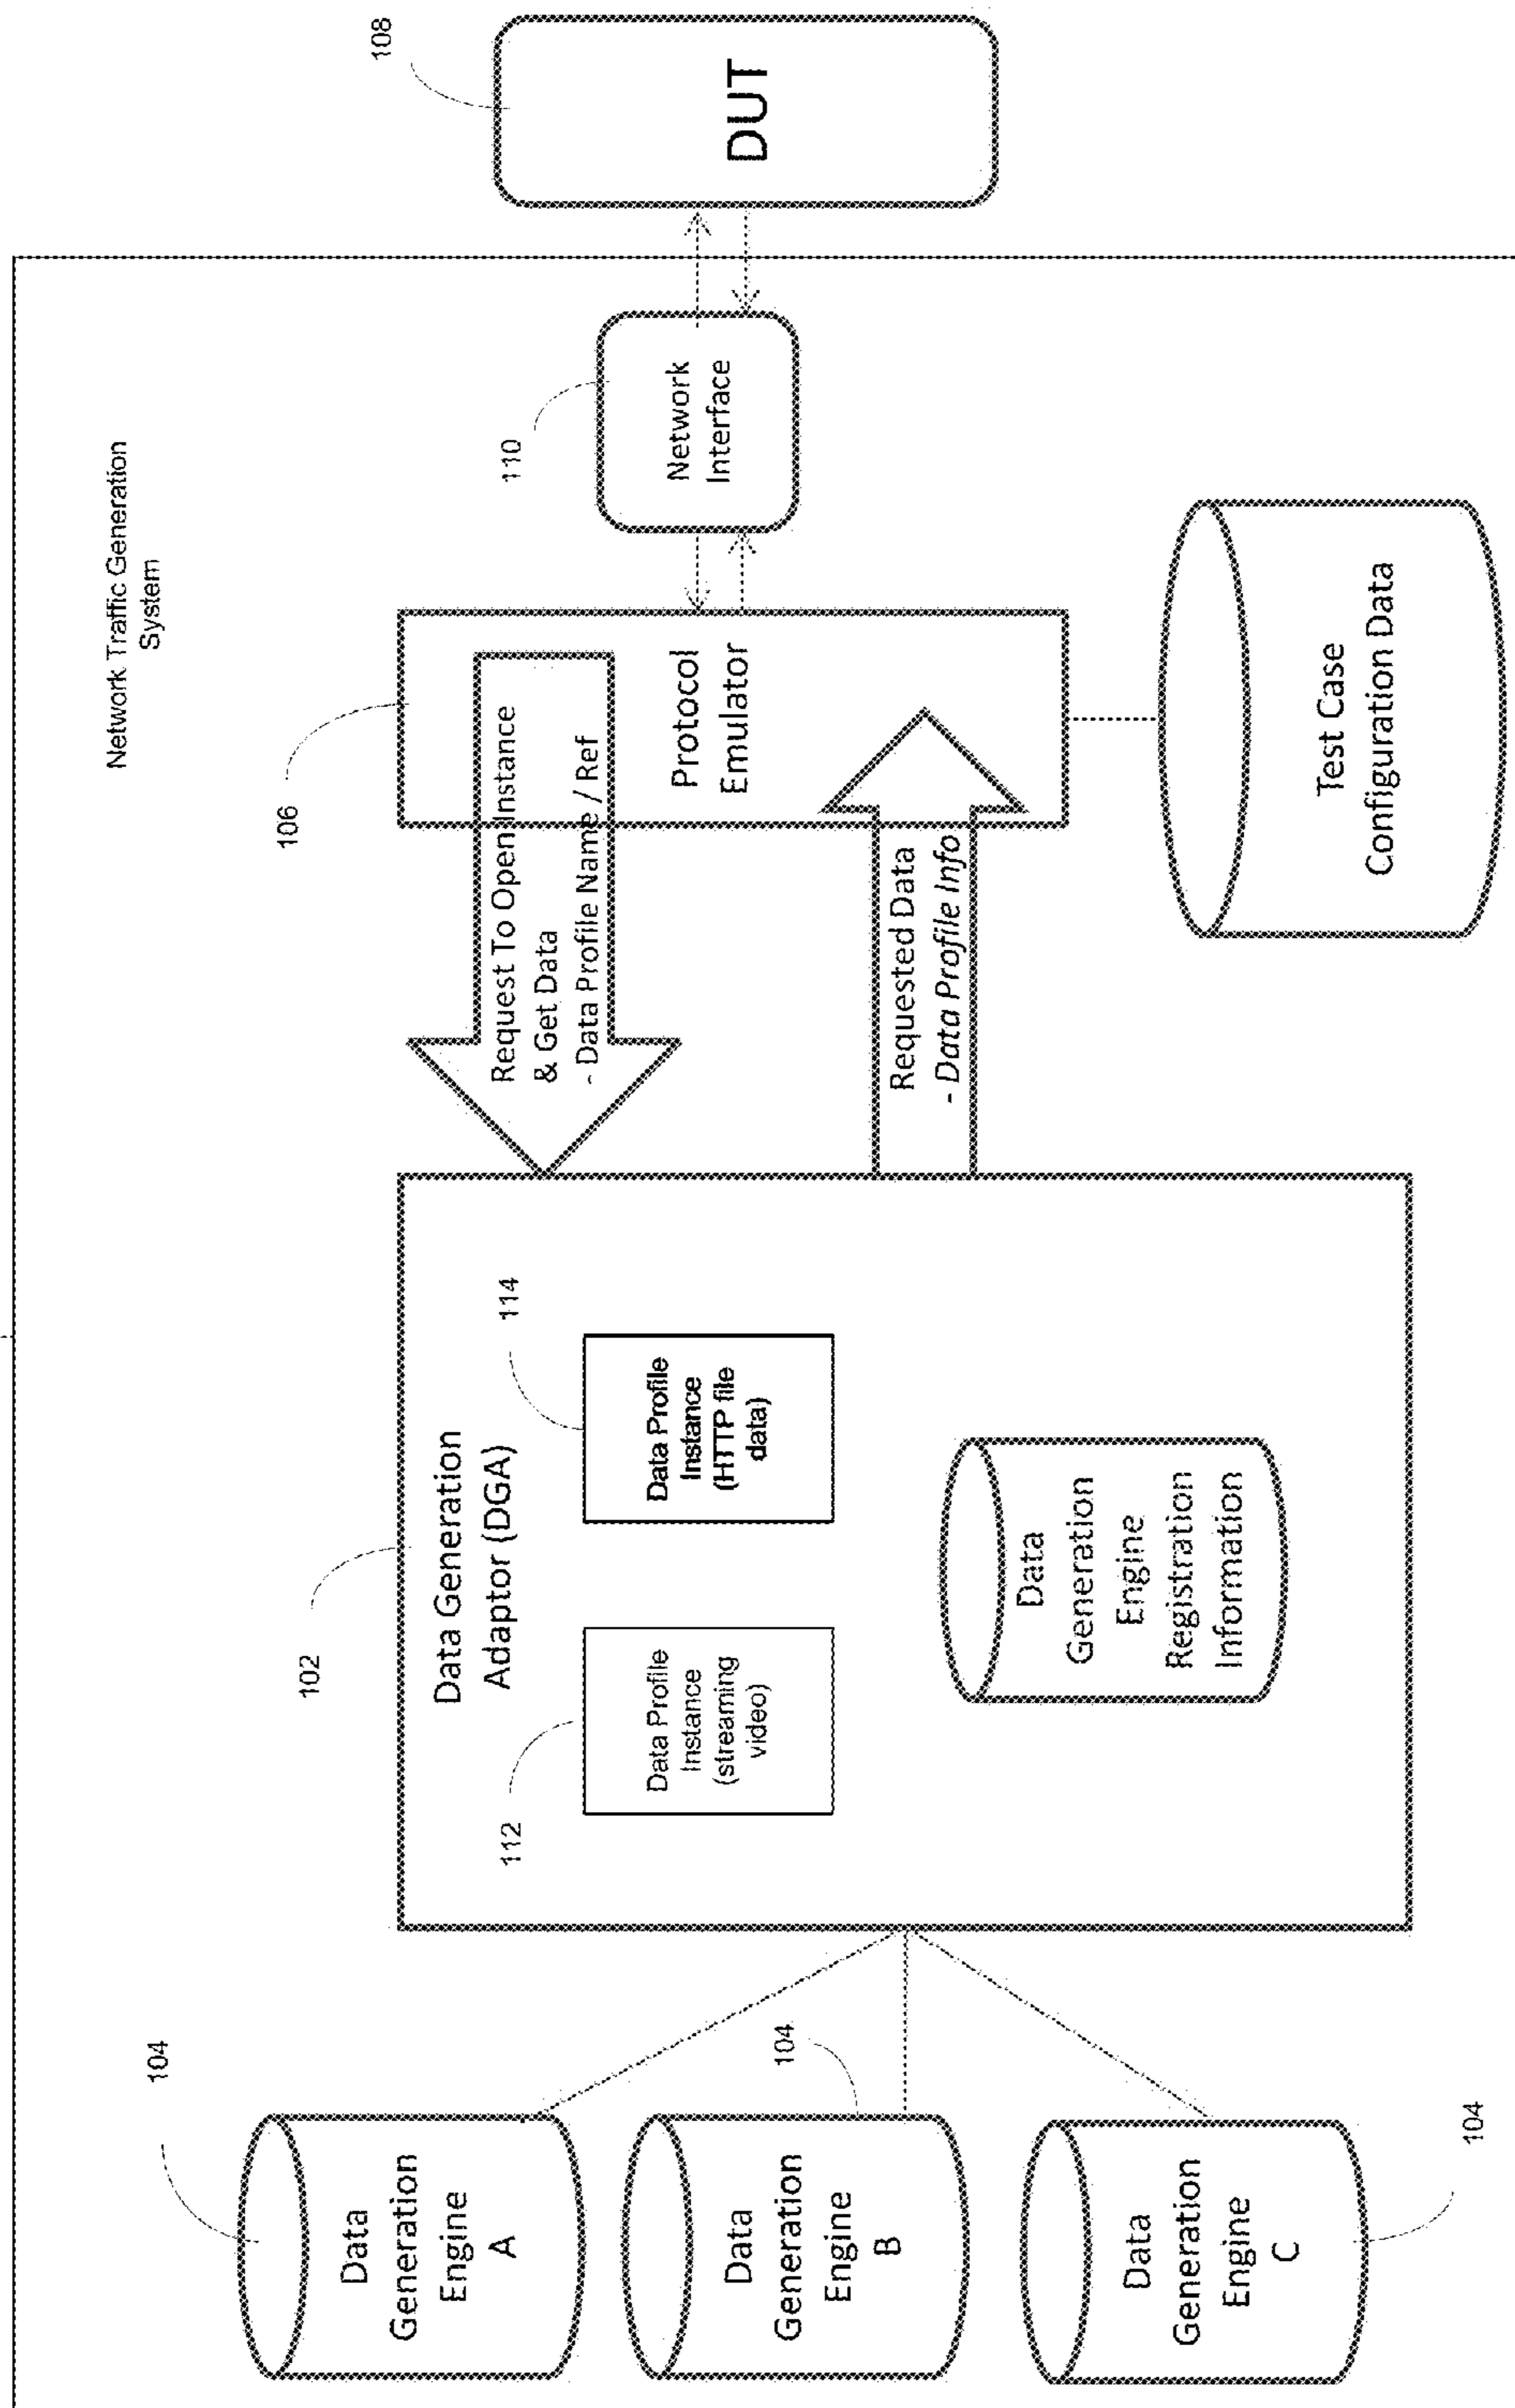 Network Traffic Generation
System
104
Data
Generation
Engine
A
104
Data
Generation
Engine
B
104
Data
Generation
Engine
C
102
Data Generation
Adaptor (DGA)
112
Data Profile
Instance
(streaming
video)
114
Data Profile
Instance
(HTTP file
data)
Data
Generation
Engine
Registration
Information
Request To Open Instance
& Get Data
- Data Profile Name / Ref
Requested Data
- Data Profile Info
106
Protocol
Emulator
Test Case
Configuration Data
110
Network
Interface
108
DUT